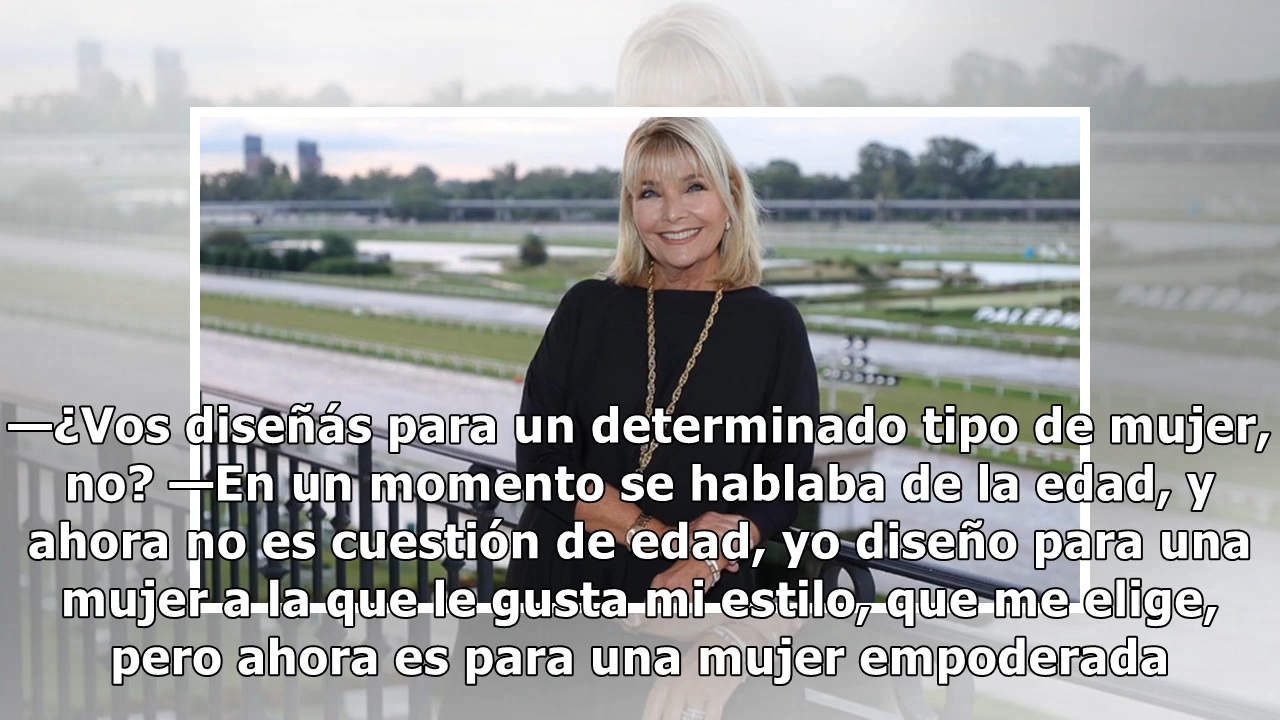 PALERM
—¿Vos diseñás para un determinado tipo de mujer,
no? —En un momento se hablaba de la edad, y
ahora no es cuestión de edad, yo diseño para una
mujer a la que le gusta mi estilo, que me elige,
pero ahora es para una mujer empoderada